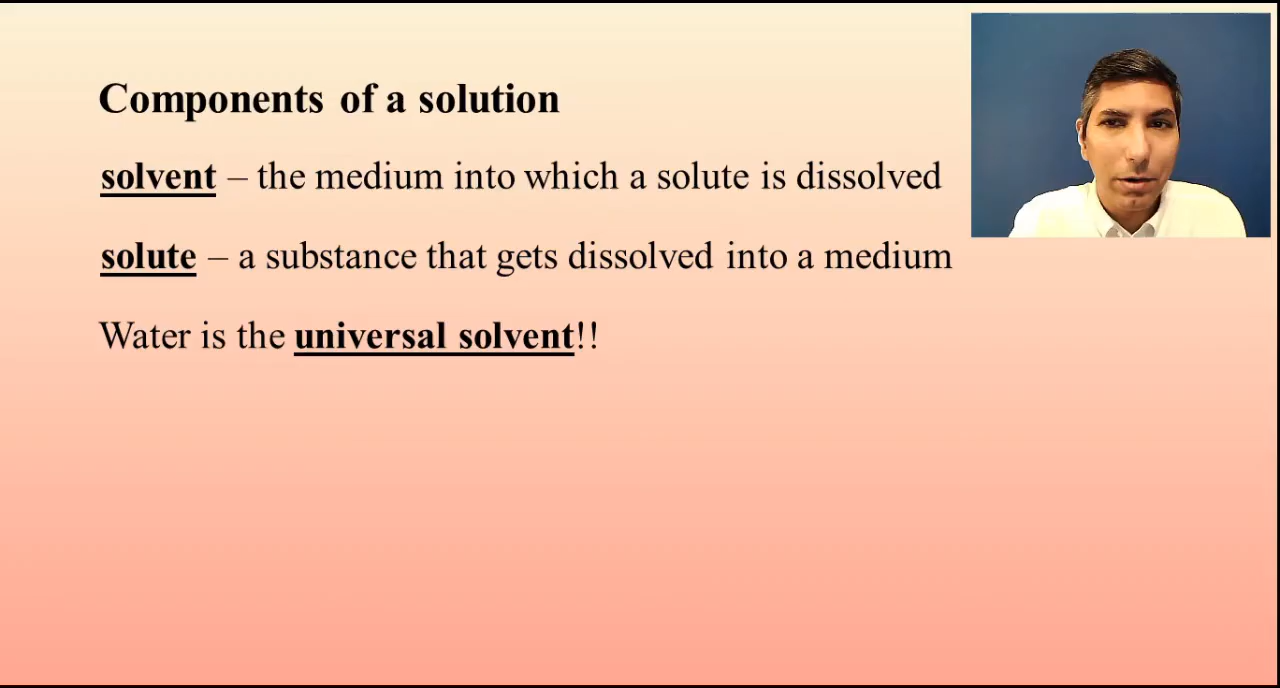 Components of a solution
solvent – the medium into which a solute is dissolved
solute – a substance that gets dissolved into a medium
Water is the universal solvent!!